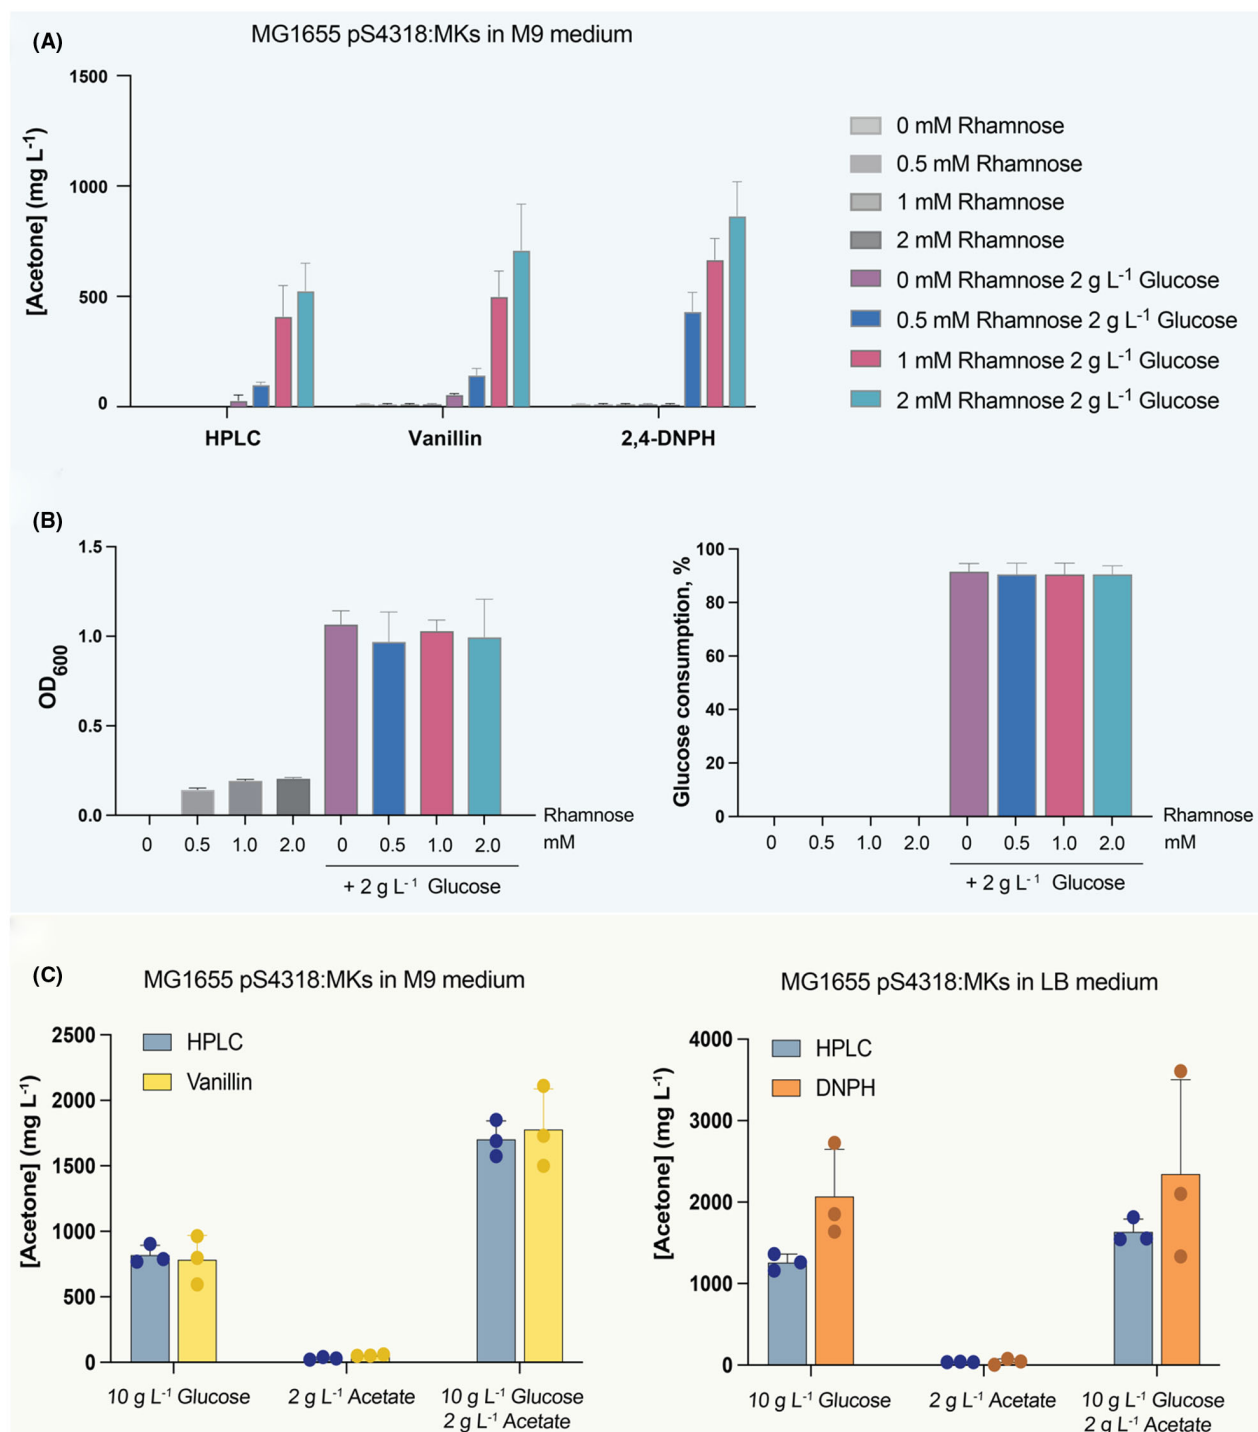 (A)
MG1655 pS4318:MKs in M9 medium
[Acetone] (mg L⁻¹)
1500
1000
500
0
HPLC Vanillin 2,4-DNPH
0 mM Rhamnose
0.5 mM Rhamnose
1 mM Rhamnose
2 mM Rhamnose
0 mM Rhamnose 2 g L⁻¹ Glucose
0.5 mM Rhamnose 2 g L⁻¹ Glucose
1 mM Rhamnose 2 g L⁻¹ Glucose
2 mM Rhamnose 2 g L⁻¹ Glucose
(B)
OD₆₀₀
1.5
1.0
0.5
0.0
0 0.5 1.0 2.0 0 0.5 1.0 2.0
Rhamnose
mM
+ 2 g L⁻¹ Glucose
Glucose consumption, %
100
80
60
40
20
0
0 0.5 1.0 2.0 0 0.5 1.0 2.0
Rhamnose
mM
+ 2 g L⁻¹ Glucose
(C)
MG1655 pS4318:MKs in M9 medium
HPLC
Vanillin
[Acetone] (mg L⁻¹)
2500
2000
1500
1000
500
0
10 g L⁻¹ Glucose 2 g L⁻¹ Acetate 10 g L⁻¹ Glucose
2 g L⁻¹ Acetate
MG1655 pS4318:MKs in LB medium
HPLC
DNPH
[Acetone] (mg L⁻¹)
4000
3000
2000
1000
0
10 g L⁻¹ Glucose 2 g L⁻¹ Acetate 10 g L⁻¹ Glucose
2 g L⁻¹ Acetate